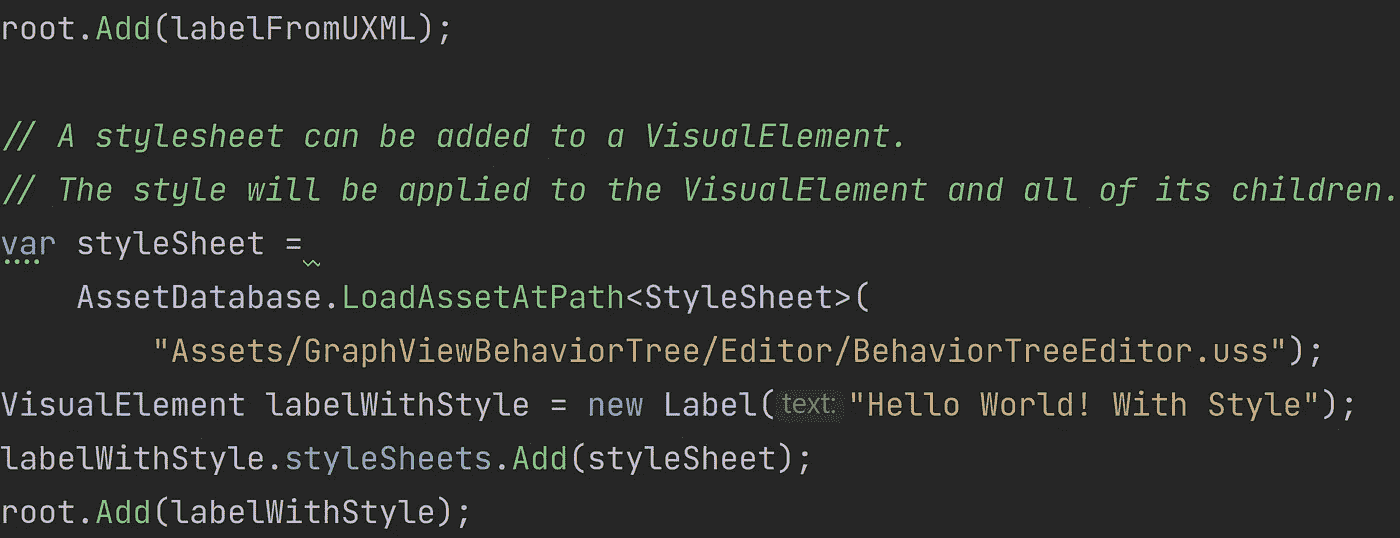 root.Add(labelFromUXML);
// A stylesheet can be added to a VisualElement.
// The style will be applied to the VisualElement and all of its children.
var styleSheet =
AssetDatabase.LoadAssetAtPath<StyleSheet>(
"Assets/GraphViewBehaviorTree/Editor/BehaviorTreeEditor.uss");
VisualElement labelWithStyle = new Label( text: "Hello World! With Style");
labelWithStyle.styleSheets.Add(styleSheet);
root.Add(labelWithStyle);